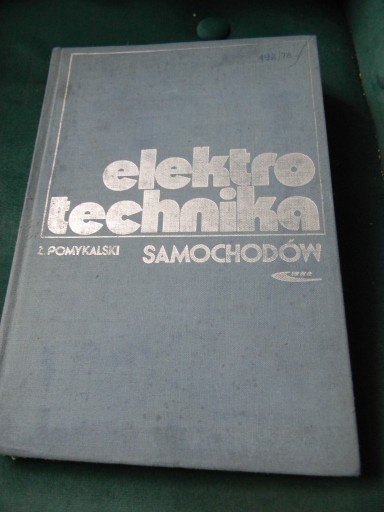 elektro
technika
Z. POMYKALSKI SAMOCHODÓW